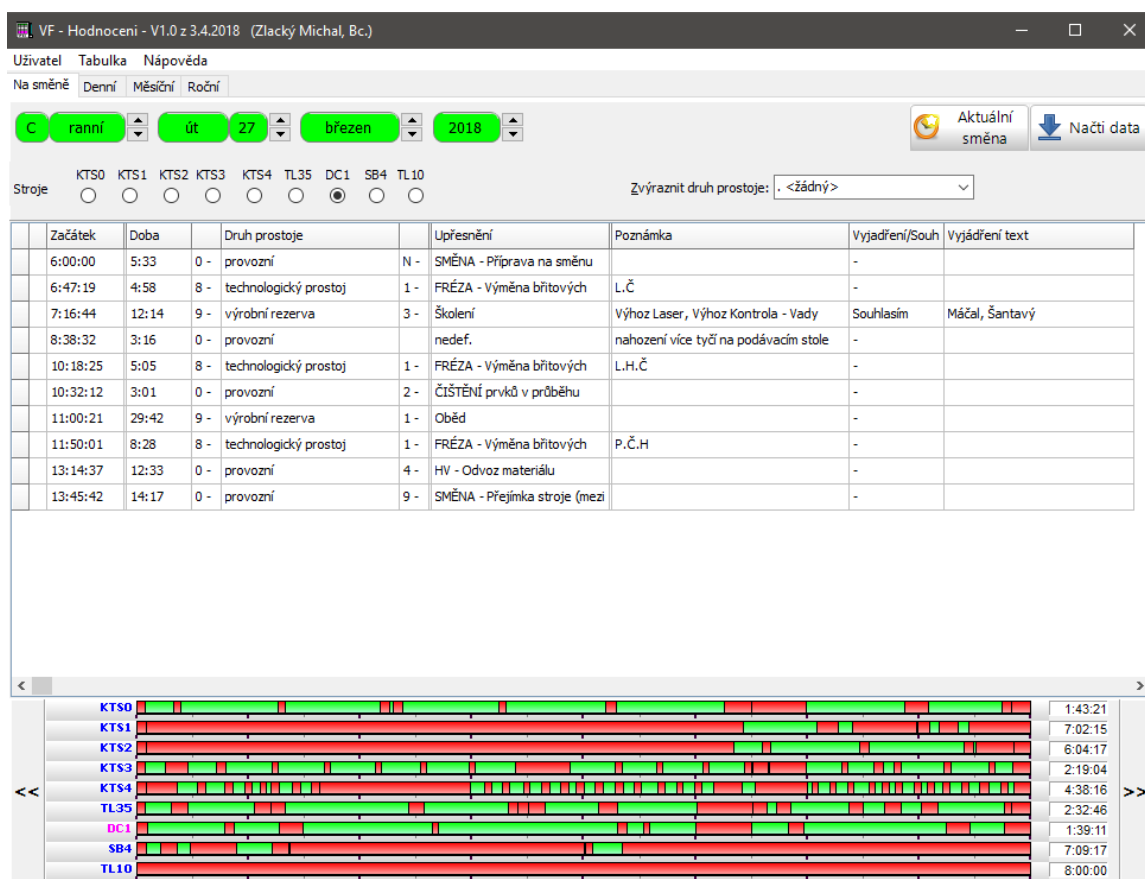 VF - Hodnoceni - V1.0 z 3.4.2018 (Zlacký Michal, Bc.)
Uživatel Tabulka Nápověda
Na směně Denní Měsíční Roční
C ranní út 27 březen 2018 Aktuální směna Načti data
KTS0 KTS1 KTS2 KTS3 KTS4 TL35 DC1 SB4 TL10
Stroje Zvýraznit druh prostoje: . <žádný>
Začátek Doba Druh prostoje Upřesnění Poznámka Vyjadření/Souh Vyjádření text
6:00:00 5:33 0 - provozní N - SMĚNA - Příprava na směnu -
6:47:19 4:58 8 - technologický prostoj 1 - FRÉZA - Výměna břitových L.Č -
7:16:44 12:14 9 - výrobní rezerva 3 - Školení Výhoz Laser, Výhoz Kontrola - Vady Souhlasím Máčal, Šantavý
8:38:32 3:16 0 - provozní nedef. nahození více tyčí na podávacím stole -
10:18:25 5:05 8 - technologický prostoj 1 - FRÉZA - Výměna břitových L.H.Č -
10:32:12 3:01 0 - provozní 2 - ČIŠTĚNÍ prvků v průběhu -
11:00:21 29:42 9 - výrobní rezerva 1 - Oběd -
11:50:01 8:28 8 - technologický prostoj 1 - FRÉZA - Výměna břitových P.Č.H -
13:14:37 12:33 0 - provozní 4 - HV - Odvoz materiálu -
13:45:42 14:17 0 - provozní 9 - SMĚNA - Přejímka stroje (mezi -
KTS0 1:43:21
KTS1 7:02:15
KTS2 6:04:17
KTS3 2:19:04
<< KTS4 4:38:16 >>
TL35 2:32:46
DC1 1:39:11
SB4 7:09:17
TL10 8:00:00